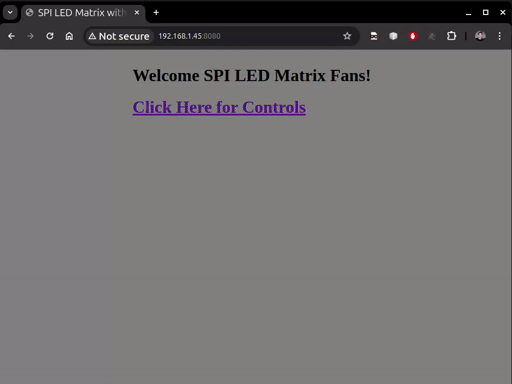 SPI LED Matrix with
Not secure 192.168.1.45:8080
Welcome SPI LED Matrix Fans!
Click Here for Controls